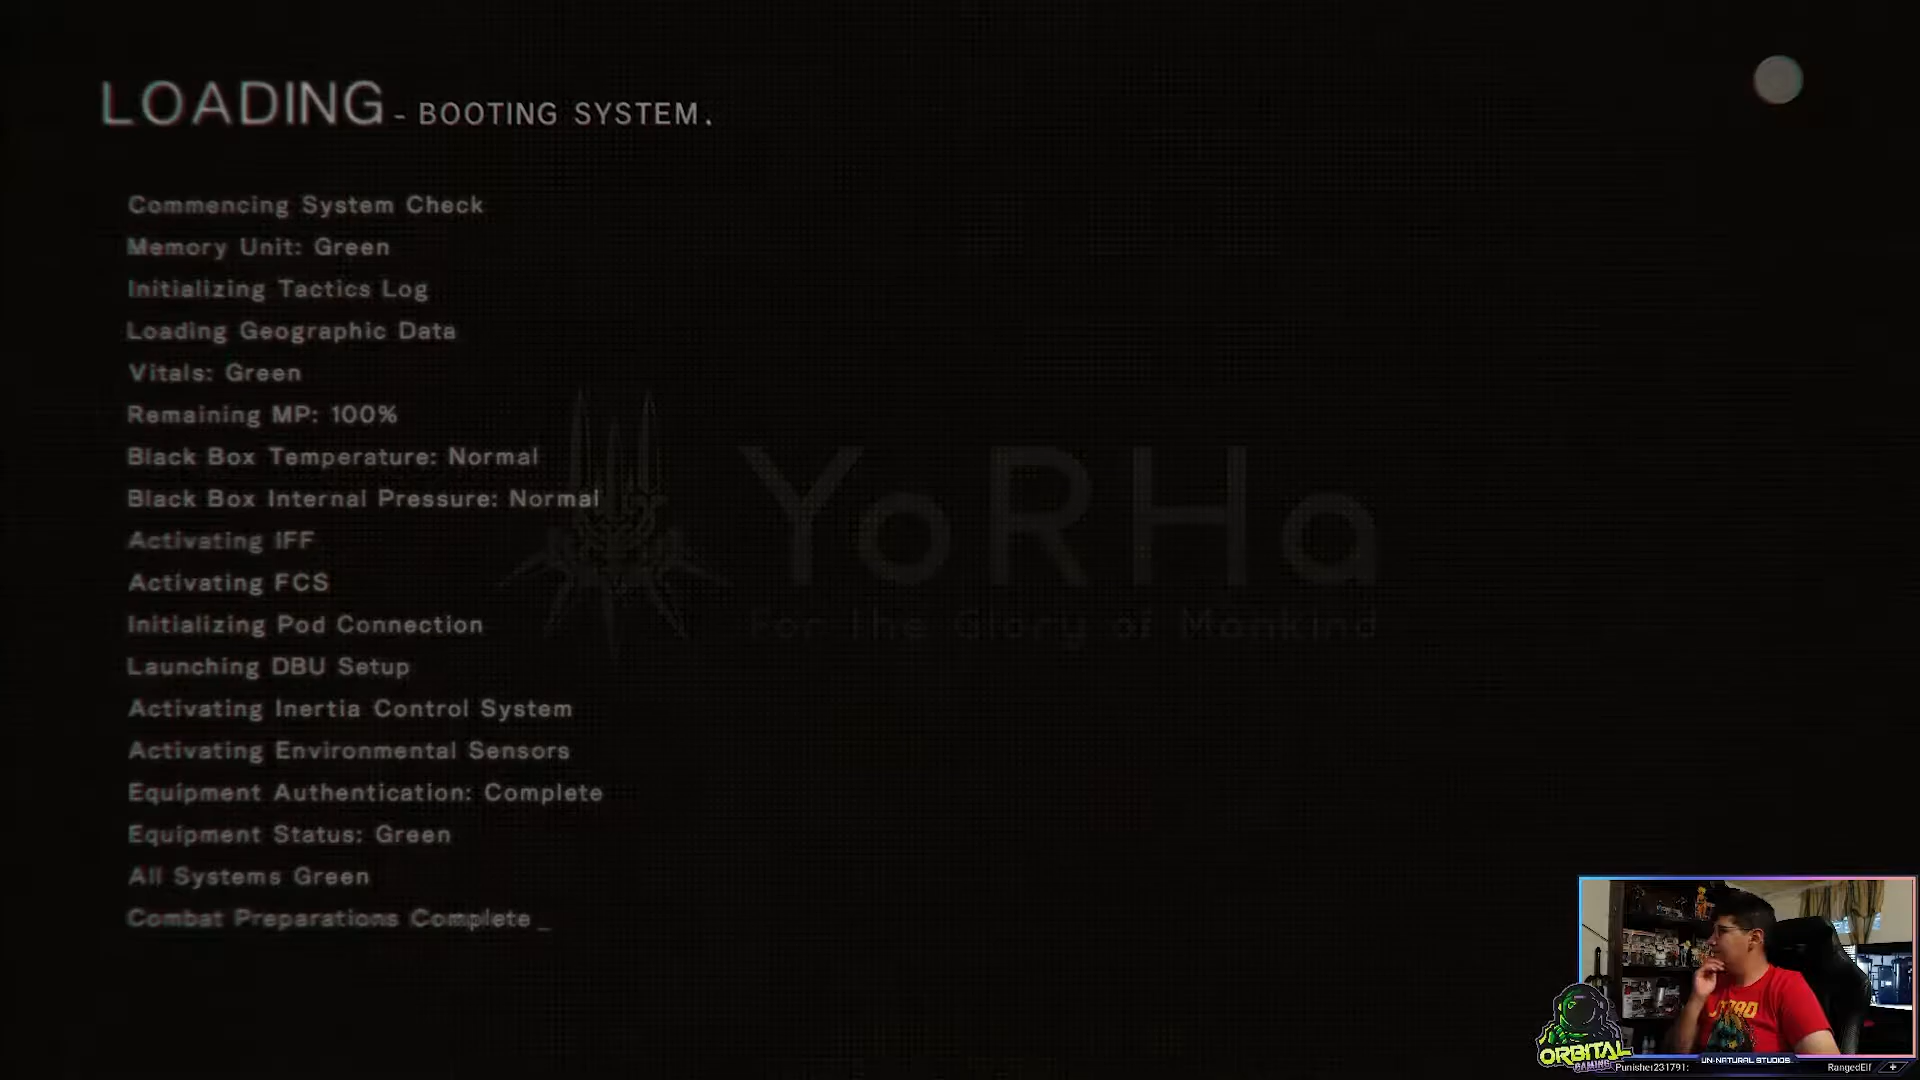 LOADING - BOOTING SYSTEM.
Commencing System Check
Memory Unit: Green
Initializing Tactics Log
Loading Geographic Data
Vitals: Green
Remaining MP: 100%
Black Box Temperature: Normal
Black Box Internal Pressure: Normal
Activating IFF
Activating FCS
Initializing Pod Connection
Launching DBU Setup
Activating Inertia Control System
Activating Environmental Sensors
Equipment Authentication: Complete
Equipment Status: Green
All Systems Green
Combat Preparations Complete _
YoRHa
For the Glory of Mankind
ORBITAL
GAMING
UN-NATURAL STUDIOS
Punisher231791:
RangedElf
+